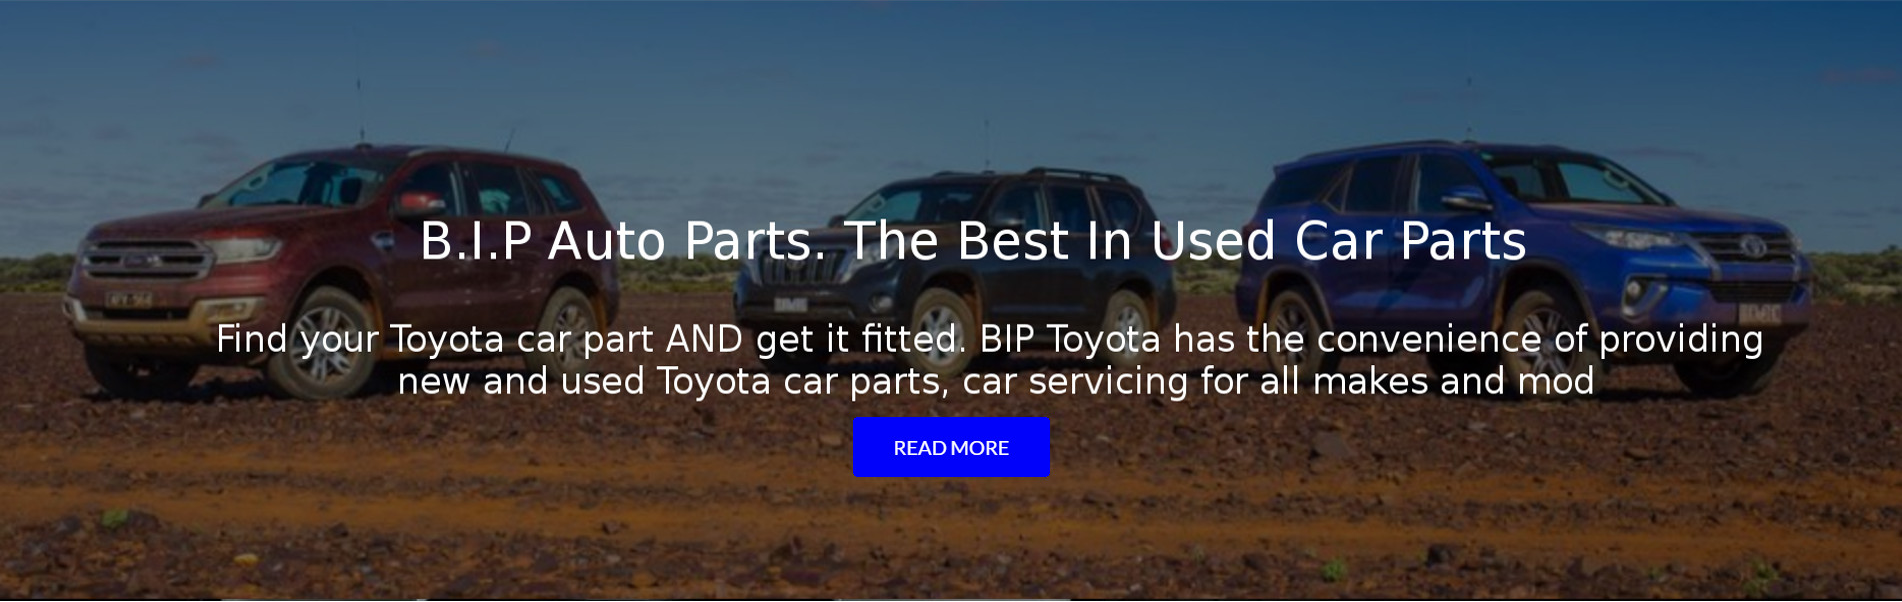 B.I.P Auto Parts. The Best In Used Car Parts
Find your Toyota car part AND get it fitted. BIP Toyota has the convenience of providing
new and used Toyota car parts, car servicing for all makes and mod
READ MORE